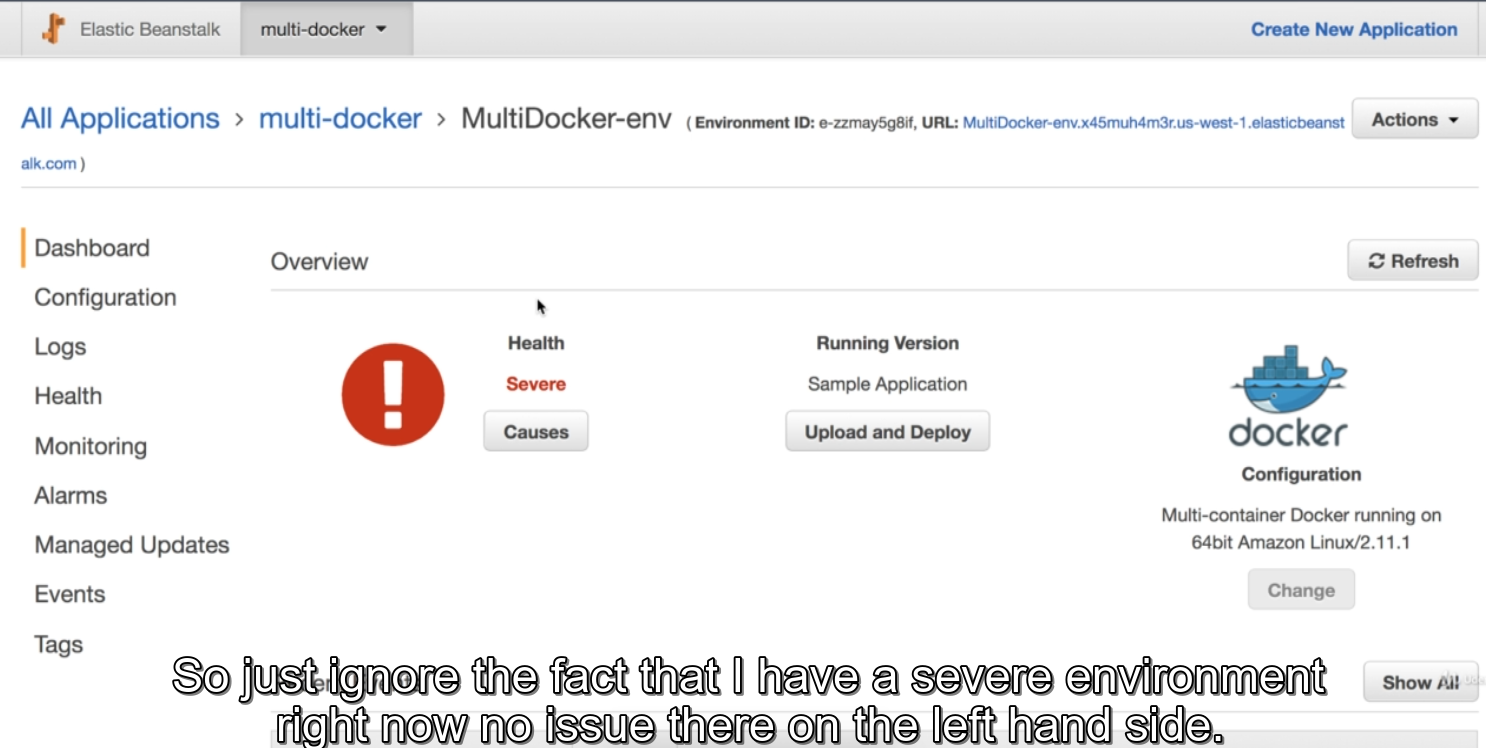 Elastic Beanstalk multi-docker Create New Application
All Applications > multi-docker > MultiDocker-env ( Environment ID: e-zzmay5g8if, URL: MultiDocker-env.x45muh4m3r.us-west-1.elasticbeanst Actions
alk.com )
Dashboard
Overview
Refresh
Configuration
Logs
Health
Monitoring
Alarms
Managed Updates
Events
Tags
Health
Severe
Causes
Running Version
Sample Application
Upload and Deploy
docker
Configuration
Multi-container Docker running on
64bit Amazon Linux/2.11.1
Change
Show All
So just ignore the fact that I have a severe environment
right now no issue there on the left hand side.